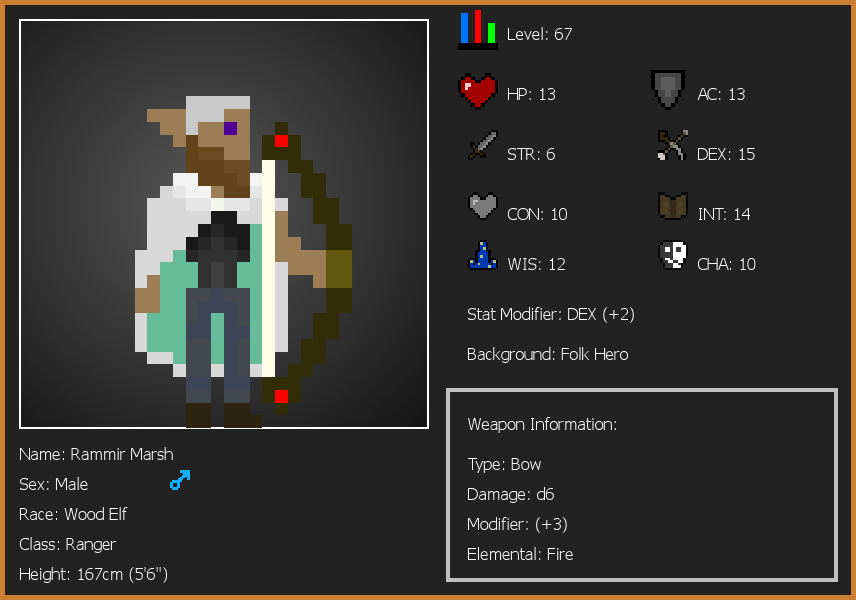 Level: 67
HP: 13
AC: 13
STR: 6
DEX: 15
CON: 10
INT: 14
WIS: 12
CHA: 10
Stat Modifier: DEX (+2)
Background: Folk Hero
Weapon Information:
Type: Bow
Damage: d6
Modifier: (+3)
Elemental: Fire
Name: Rammir Marsh
Sex: Male
Race: Wood Elf
Class: Ranger
Height: 167cm (5'6")